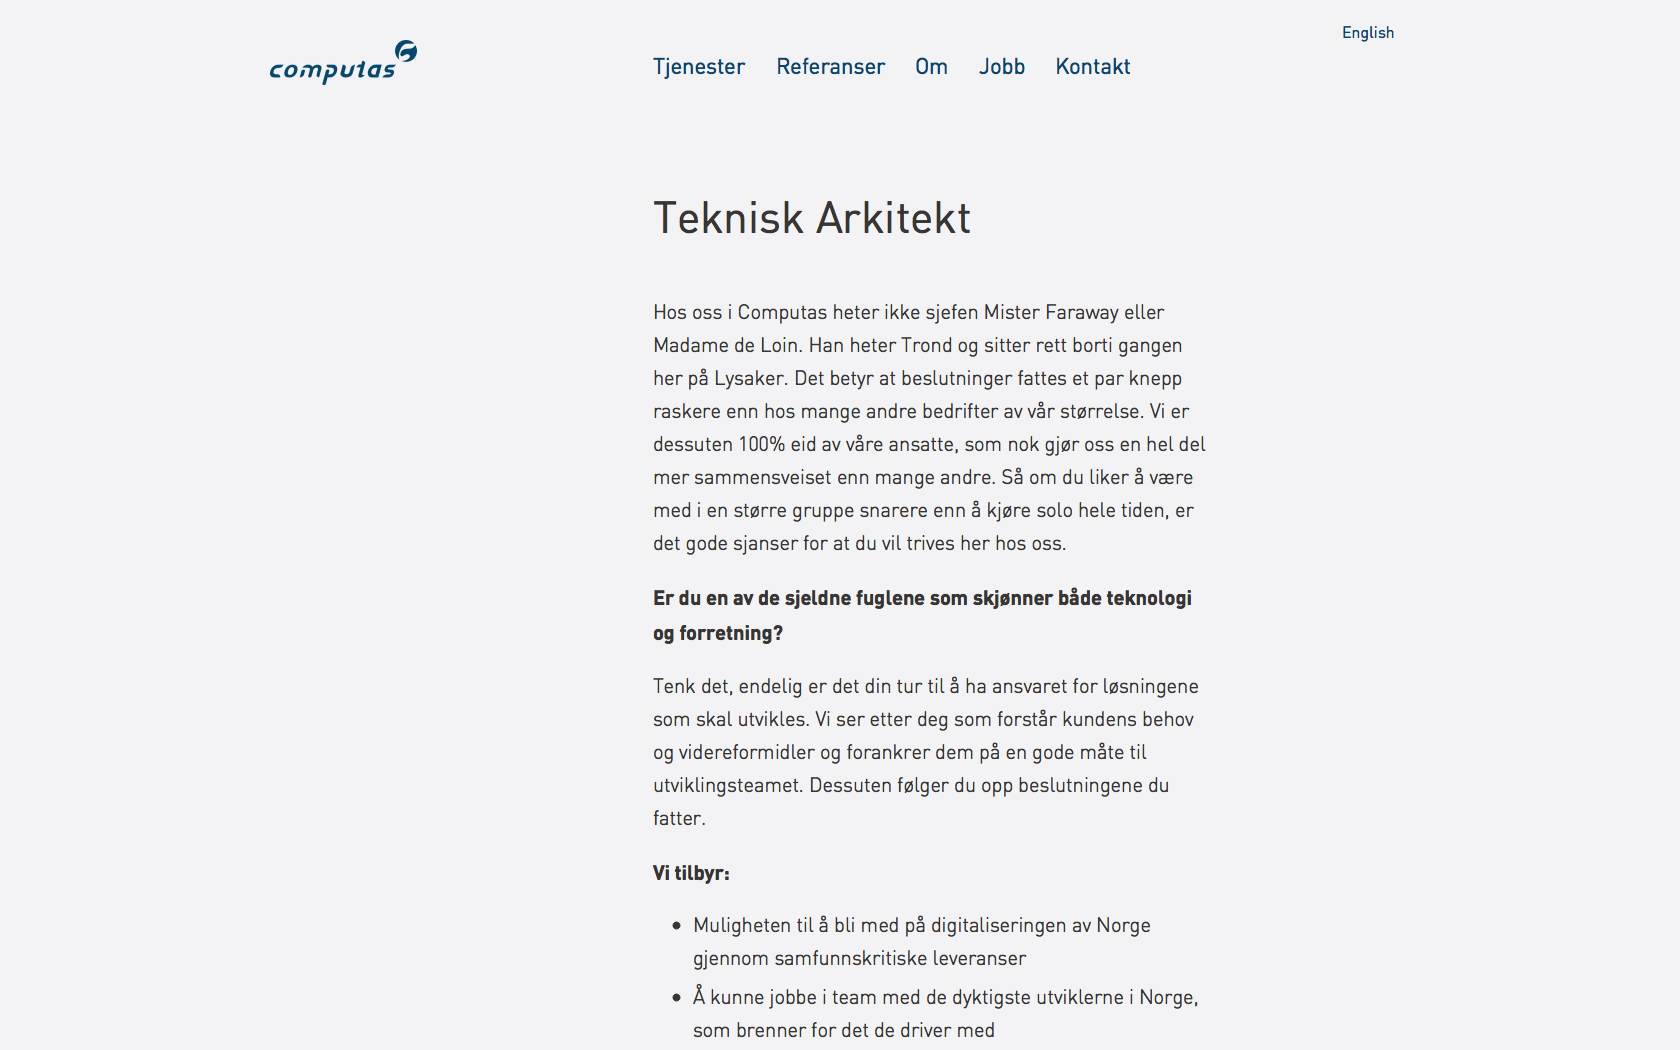 English
computas
Tjenester Referanser Om Jobb Kontakt
Teknisk Arkitekt
Hos oss i Computas heter ikke sjefen Mister Faraway eller
Madame de Loin. Han heter Trond og sitter rett borti gangen
her på Lysaker. Det betyr at beslutninger fattes et par knepp
raskere enn hos mange andre bedrifter av vår størrelse. Vi er
dessuten 100% eid av våre ansatte, som nok gjør oss en hel del
mer sammensveiset enn mange andre. Så om du liker å være
med i en større gruppe snarere enn å kjøre solo hele tiden, er
det gode sjanser for at du vil trives her hos oss.
Er du en av de sjeldne fuglene som skjønner både teknologi
og forretning?
Tenk det, endelig er det din tur til å ha ansvaret for løsningene
som skal utvikles. Vi ser etter deg som forstår kundens behov
og videreformidler og forankrer dem på en gode måte til
utviklingsteamet. Dessuten følger du opp beslutningene du
fatter.
Vi tilbyr:
• Muligheten til å bli med på digitaliseringen av Norge
gjennom samfunnskritiske leveranser
• Å kunne jobbe i team med de dyktigste utviklerne i Norge,
som brenner for det de driver med